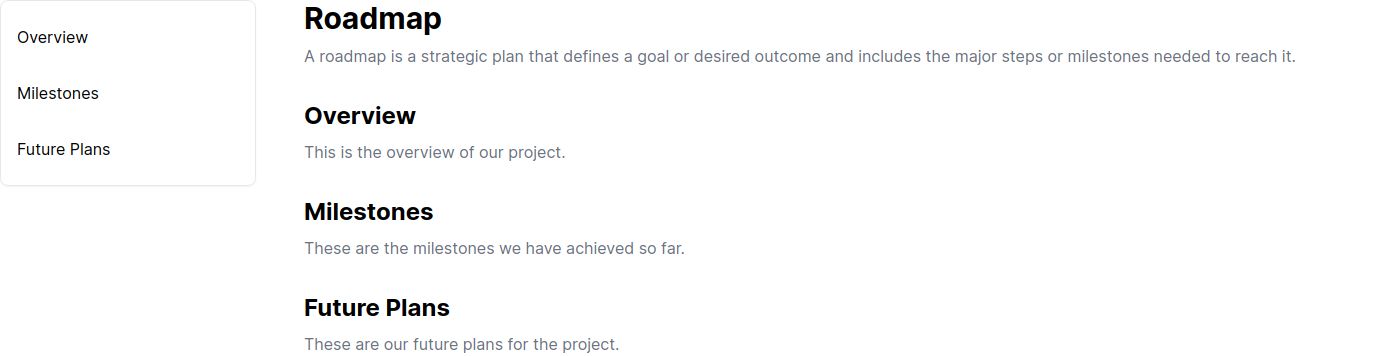 Overview
Milestones
Future Plans
Roadmap
A roadmap is a strategic plan that defines a goal or desired outcome and includes the major steps or milestones needed to reach it.
Overview
This is the overview of our project.
Milestones
These are the milestones we have achieved so far.
Future Plans
These are our future plans for the project.